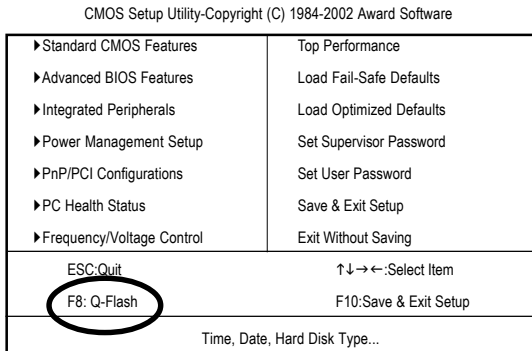 CMOS Setup Utility-Copyright (C) 1984-2002 Award Software
▶Standard CMOS Features
▶Advanced BIOS Features
▶Integrated Peripherals
▶Power Management Setup
▶PnP/PCI Configurations
▶PC Health Status
▶Frequency/Voltage Control
Top Performance
Load Fail-Safe Defaults
Load Optimized Defaults
Set Supervisor Password
Set User Password
Save & Exit Setup
Exit Without Saving
ESC:Quit
F8: Q-Flash
↑↓→←:Select Item
F10:Save & Exit Setup
Time, Date, Hard Disk Type...